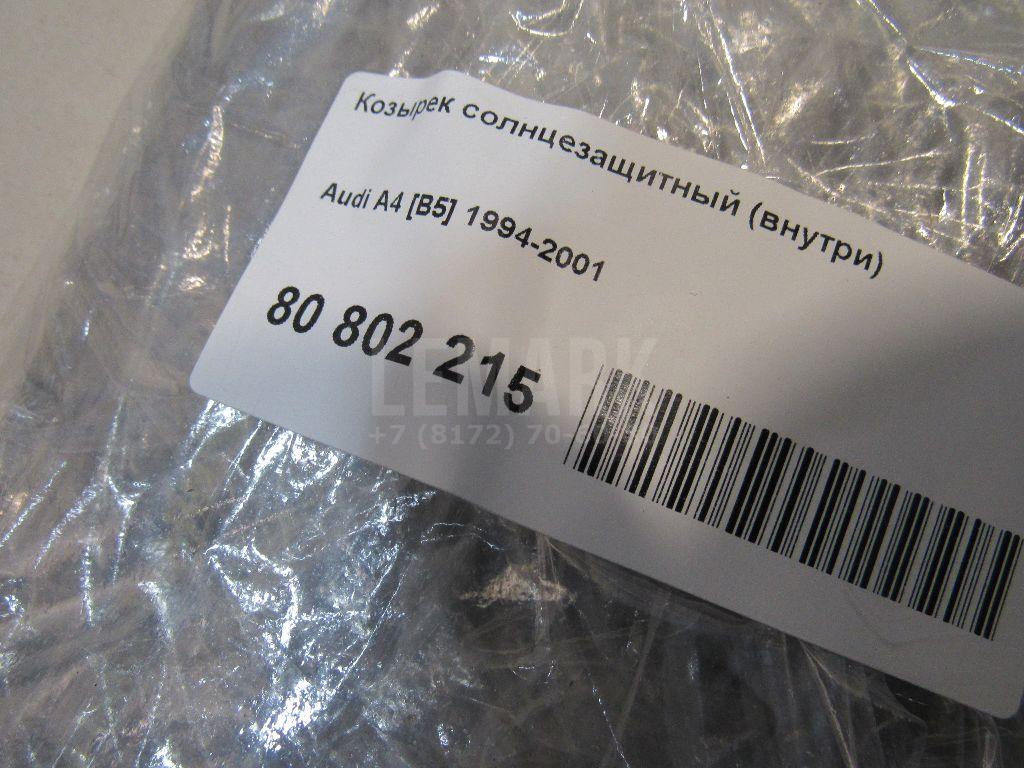 Козырек солнцезащитный (внутри)
Audi A4 [B5] 1994-2001
80 802 215
LEMARK
+7 (8172) 70-